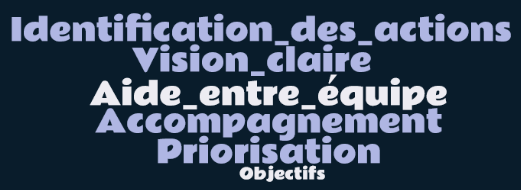 Identification_des_actions
Vision_claire
Aide_entre_équipe
Accompagnement
Priorisation
Objectifs